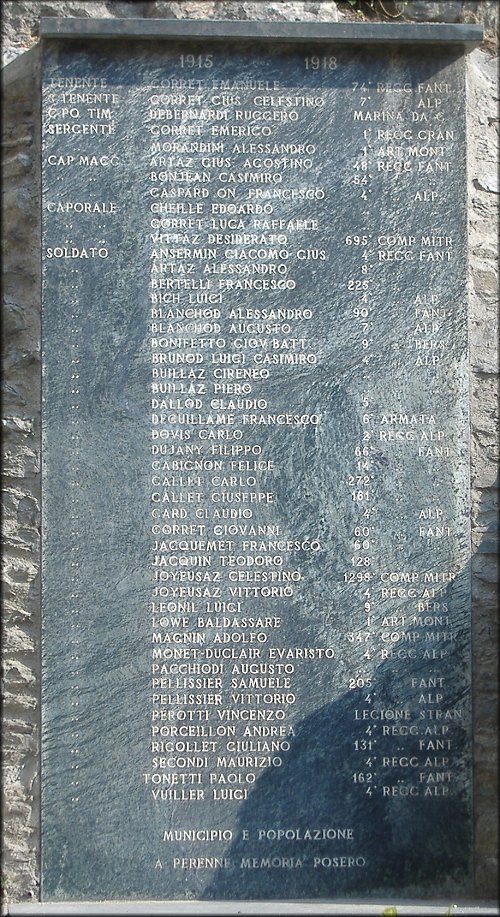 1915 1918
TENENTE CORRET EMANUELE 74° REGG FANT.
S. TENENTE CORRET GIUS CELESTINO 7° „ ALP
C° PO TIM DEBERNARDI RUGGERO MARINA DA G.
SERGENTE CORRET EMERICO 1° REGG GRAN
„ „ MORANDINI ALESSANDRO 1° ART MONT
CAP MAGG ARTAZ GIUS AGOSTINO 48° REGG FANT
„ „ BONJEAN CASIMIRO 54° „ „
„ „ GASPARD ON. FRANCESCO 4° „ ALP.
CAPORALE CHEILLE EDOARDO „ „ „
„ „ CORRET LUCA RAFFAELE „ „ „
„ „ VITTAZ DESIDERATO 695° COMP MITR
SOLDATO ANSERMIN GIACOMO GIUS 4° REGG FANT
„ ARTAZ ALESSANDRO 8° „ „
„ BERTELLI FRANCESCO 225° „ „
„ BICH LUIGI 4° „ ALP.
„ BLANCHOD ALESSANDRO 90° „ FANT
„ BLANCHOD AUGUSTO 7° „ ALP.
„ BONIFETTO GIOV BATT. 9° „ BERS
„ BRUNOD LUIGI CASIMIRO 4° „ ALP.
„ BUILLAZ CIRENEO „ „ „
„ BUILLAZ PIERO „ „ „
„ DALLOD CLAUDIO 5° „ „
„ DEGUILLAME FRANCESCO 6° ARMATA
„ BOVIS CARLO 2° REGG ALP.
„ DUJANY FILIPPO 66° „ FANT
„ GABIGNON FELICE 14° „ „
„ GALLET CARLO 272° „ „
„ GALLET GIUSEPPE 161° „ „
„ GARD CLAUDIO 4° „ ALP
„ GORRET GIOVANNI 60° „ FANT
„ JACQUEMET FRANCESCO 60° „ „
„ JACQUIN TEODORO 128° „ „
„ JOYEUSAZ CELESTINO 1298° COMP MITR
„ JOYEUSAZ VITTORIO 4° REGG ALP
„ LEONIL LUIGI 9° „ BERS
„ LOWE BALDASSARE 1° ART MONT
„ MAGNIN ADOLFO 347° COMP MITR
„ MONET-DUCLAIR EVARISTO 4° REGG ALP
„ PACCHIODI AUGUSTO „ „ „
„ PELLISSIER SAMUELE 205° „ FANT
„ PELLISSIER VITTORIO 4° „ ALP
„ PEROTTI VINCENZO LEGIONE STRAN
„ PORCEILLON ANDREA 4° REGG. ALP.
„ RIGOLLET GIULIANO 131° „ FANT
„ SECONDI MAURIZIO 4° REGG ALP
„ TONETTI PAOLO 162° „ FANT
„ VUILLER LUIGI 4° REGG ALP.
MUNICIPIO E POPOLAZIONE
A PERENNE MEMORIA POSERO